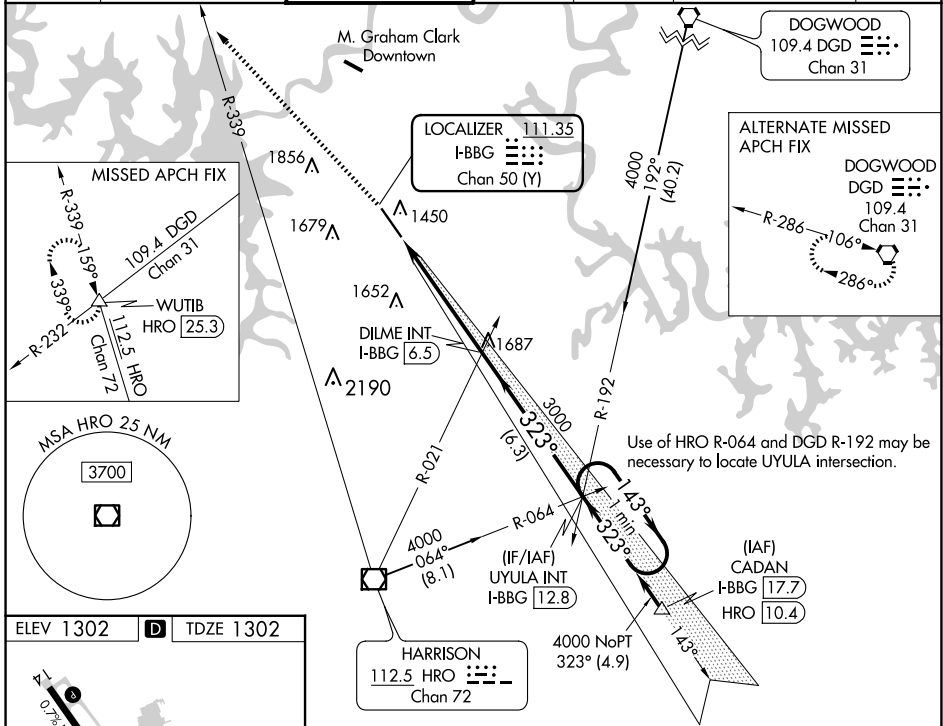 M. Graham Clark
Downtown
DOGWOOD
109.4 DGD
Chan 31
R-339
LOCALIZER 111.35
I-BBG
Chan 50 (Y)
4000
192°
(40.2)
ALTERNATE MISSED
APCH FIX
DOGWOOD
DGD
109.4
Chan 31
R-286
106°
286°
1856
1450
1679
1652
MISSED APCH FIX
R-339
159°
339°
109.4 DGD
Chan 31
WUTIB
HRO 25.3
R-232
112.5 HRO
Chan 72
DILME INT
I-BBG 6.5
1687
2190
3000
323°
(6.3)
R-192
R-021
MSA HRO 25 NM
3700
Use of HRO R-064 and DGD R-192 may be
necessary to locate UYULA intersection.
R-064
4000
064°
(8.1)
143°
1 min
323°
(IF/IAF)
UYULA INT
I-BBG 12.8
(IAF)
CADAN
I-BBG 17.7
HRO 10.4
4000 NoPT
323° (4.9)
143°
HARRISON
112.5 HRO
Chan 72
ELEV 1302
D
TDZE 1302
14
P
0.7%